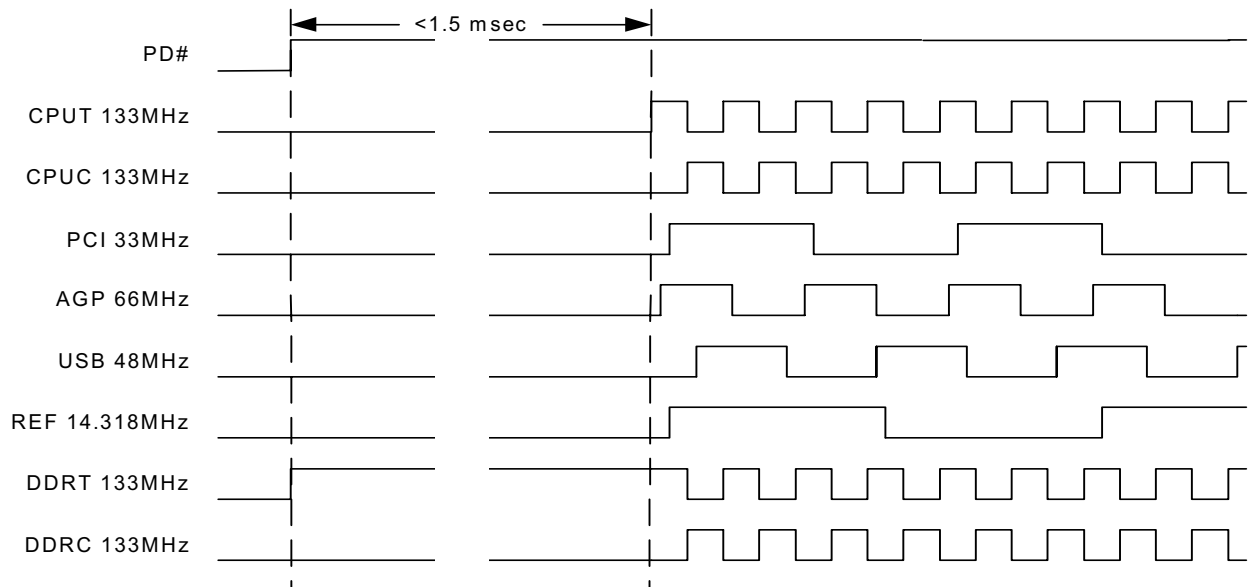 <1.5 msec
PD#
CPUT 133MHz
CPUC 133MHz
PCI 33MHz
AGP 66MHz
USB 48MHz
REF 14.318MHz
DDRT 133MHz
DDRC 133MHz